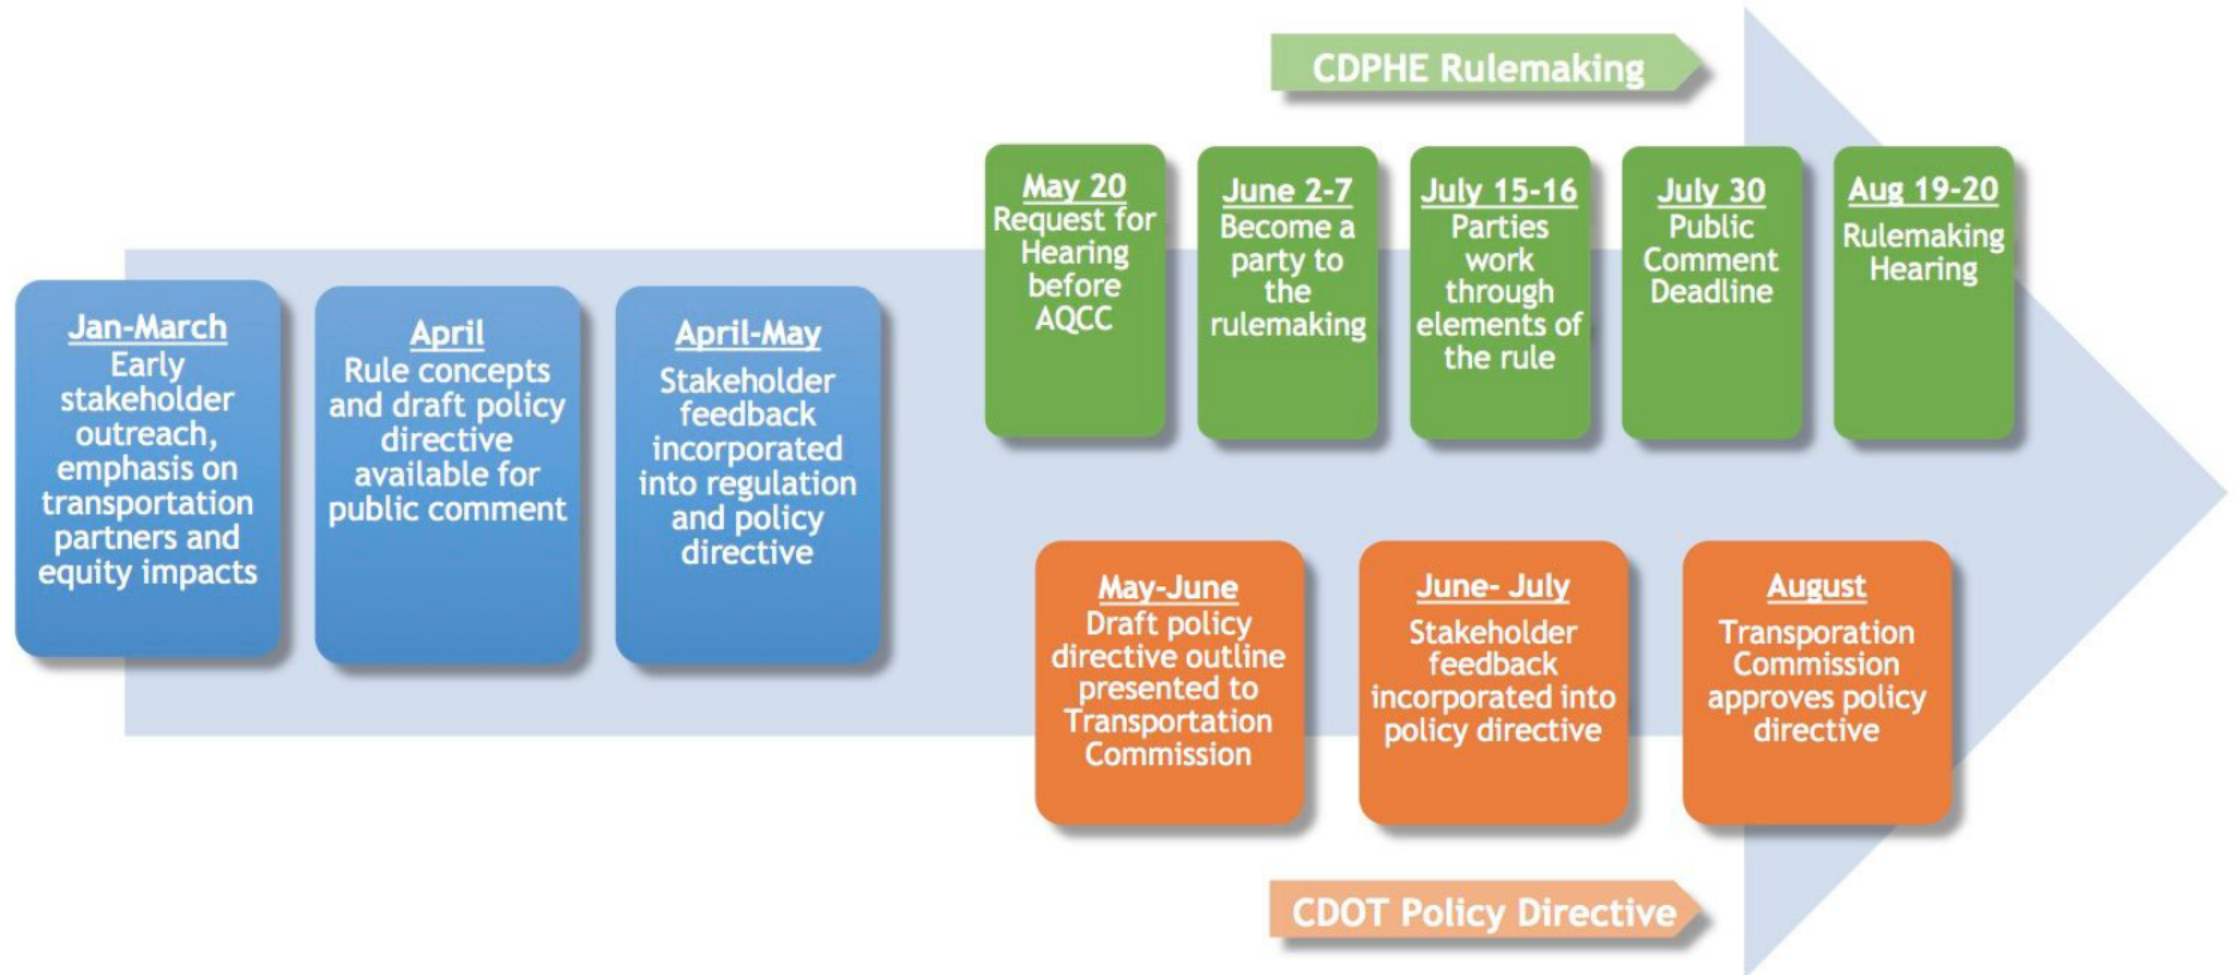 CDPHE Rulemaking
Jan-March
Early
stakeholder
outreach,
emphasis on
transportation
partners and
equity impacts
April
Rule concepts
and draft policy
directive
available for
public comment
April-May
Stakeholder
feedback
incorporated
into regulation
and policy
directive
May 20
Request for
Hearing
before
AQCC
June 2-7
Become a
party to
the
rulemaking
July 15-16
Parties
work
through
elements of
the rule
July 30
Public
Comment
Deadline
Aug 19-20
Rulemaking
Hearing
May-June
Draft policy
directive outline
presented to
Transportation
Commission
June- July
Stakeholder
feedback
incorporated into
policy directive
August
Transporation
Commission
approves policy
directive
CDOT Policy Directive